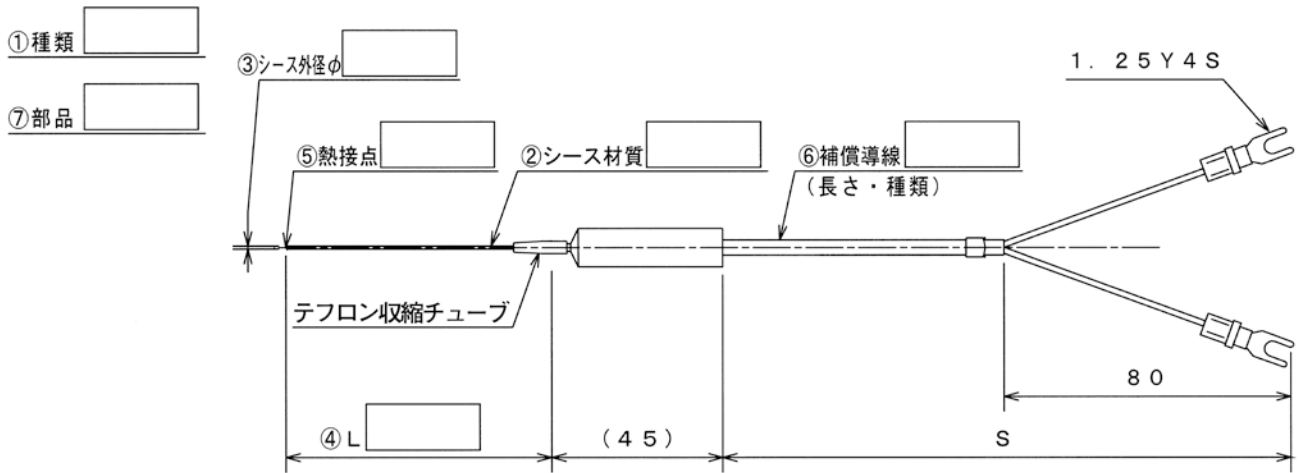 ①種類
③シース外径φ
1.25Y4S
⑦部品
⑤熱接点
②シース材質
⑥補償導線
(長さ・種類)
テフロン収縮チューブ
80
④L
(45)
S